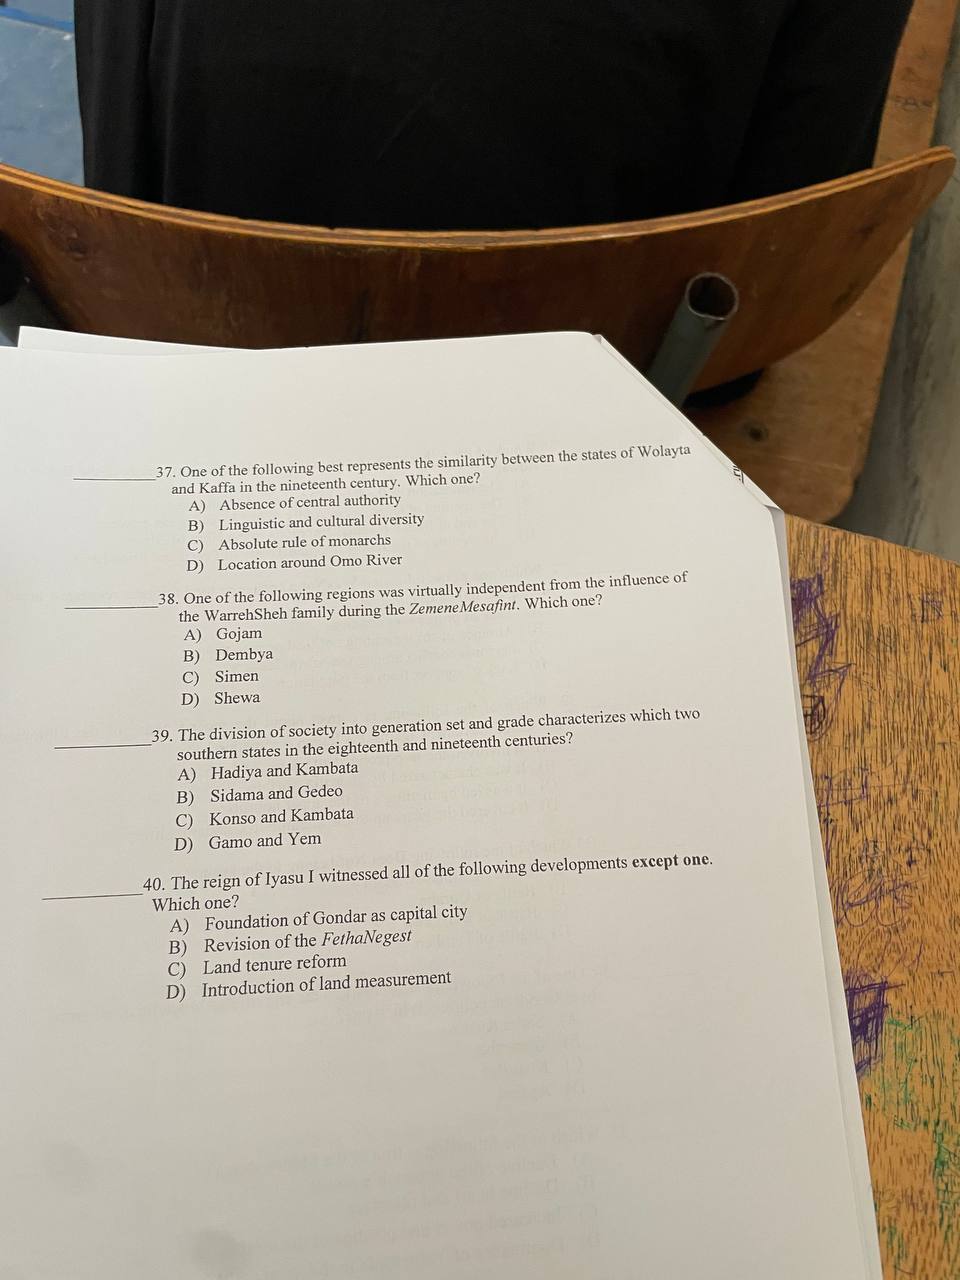 37. One of the following best represents the similarity between the states of Wolayta
and Kaffa in the nineteenth century. Which one?
A) Absence of central authority
B) Linguistic and cultural diversity
C) Absolute rule of monarchs
D) Location around Omo River
38. One of the following regions was virtually independent from the influence of
the WarrehSheh family during the ZemeneMesafint. Which one?
A) Gojam
B) Dembya
C) Simen
D) Shewa
39. The division of society into generation set and grade characterizes which two
southern states in the eighteenth and nineteenth centuries?
A) Hadiya and Kambata
B) Sidama and Gedeo
C) Konso and Kambata
D) Gamo and Yem
40. The reign of Iyasu I witnessed all of the following developments except one.
Which one?
A) Foundation of Gondar as capital city
B) Revision of the FethaNegest
C) Land tenure reform
D) Introduction of land measurement